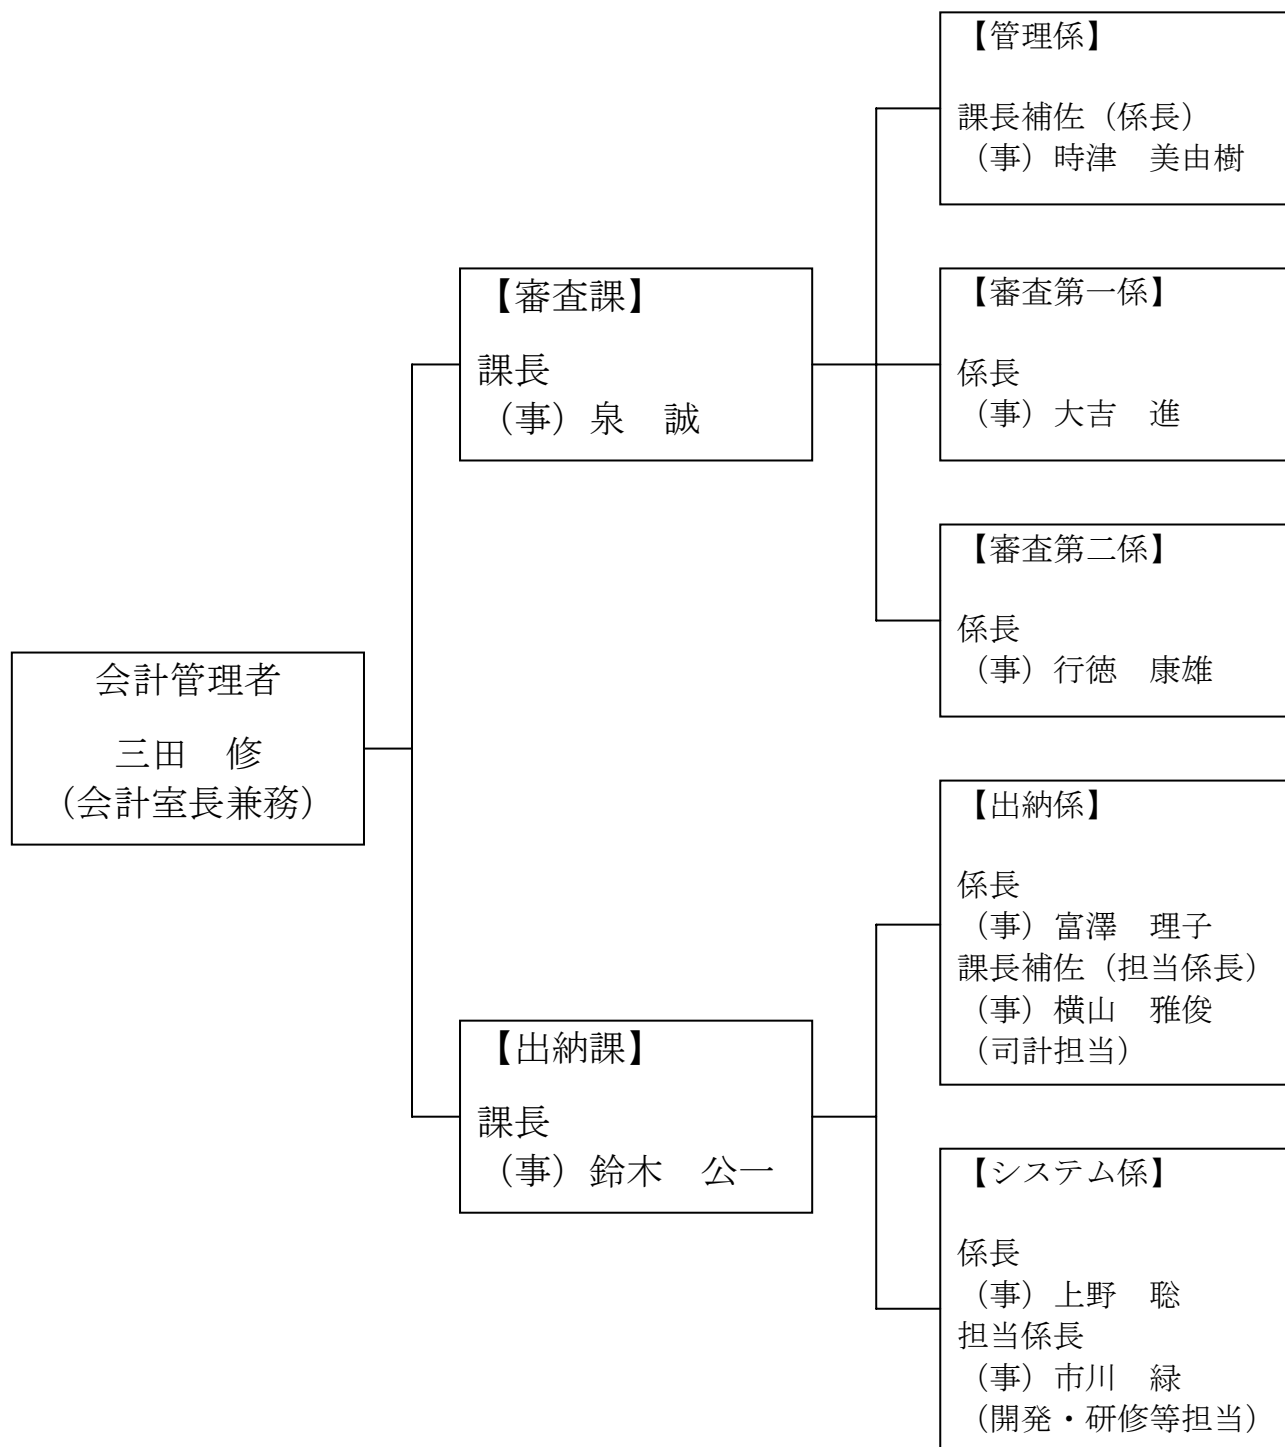 会計管理者
三田　修
（会計室長兼務）
【審査課】
課長
（事）泉　誠
【管理係】
課長補佐（係長）
（事）時津　美由樹
【審査第一係】
係長
（事）大吉　進
【審査第二係】
係長
（事）行徳　康雄
【出納課】
課長
（事）鈴木　公一
【出納係】
係長
（事）富澤　理子
課長補佐（担当係長）
（事）横山　雅俊
（司計担当）
【システム係】
係長
（事）上野　聡
担当係長
（事）市川　緑
（開発・研修等担当）